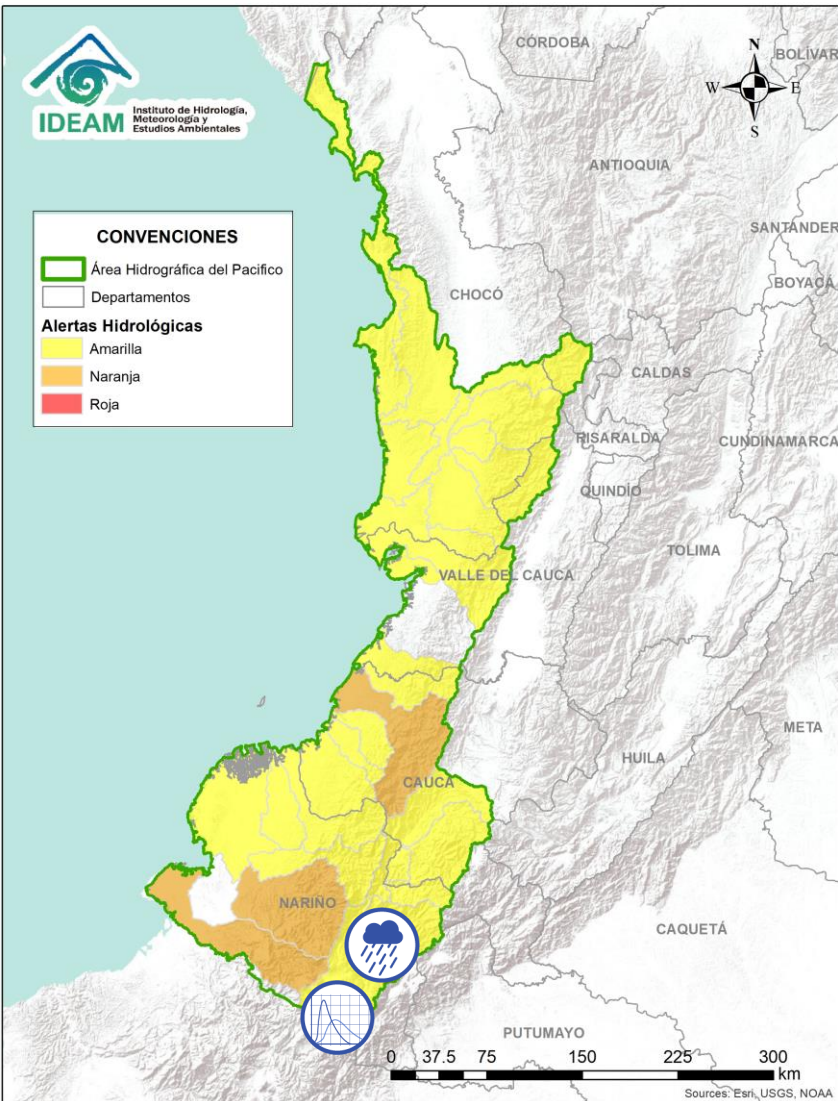 IDEAM
Instituto de Hidrología,
Meteorología y
Estudios Ambientales
N
W
E
S
CONVENCIONES
Área Hidrográfica del Pacifico
Departamentos
Alertas Hidrológicas
Amarilla
Naranja
Roja
CÓRDOBA
BOLÍVAR
ANTIOQUIA
SANTANDER
BOYACÁ
CHOCÓ
CALDAS
RISARALDA
CUNDINAMARCA
QUINDÍO
TOLIMA
VALLE DEL CAUCA
META
HUILA
CAUCA
NARIÑO
CAQUETÁ
PUTUMAYO
0 37.5 75 150 225 300
km
Sources: Esri, USGS, NOAA